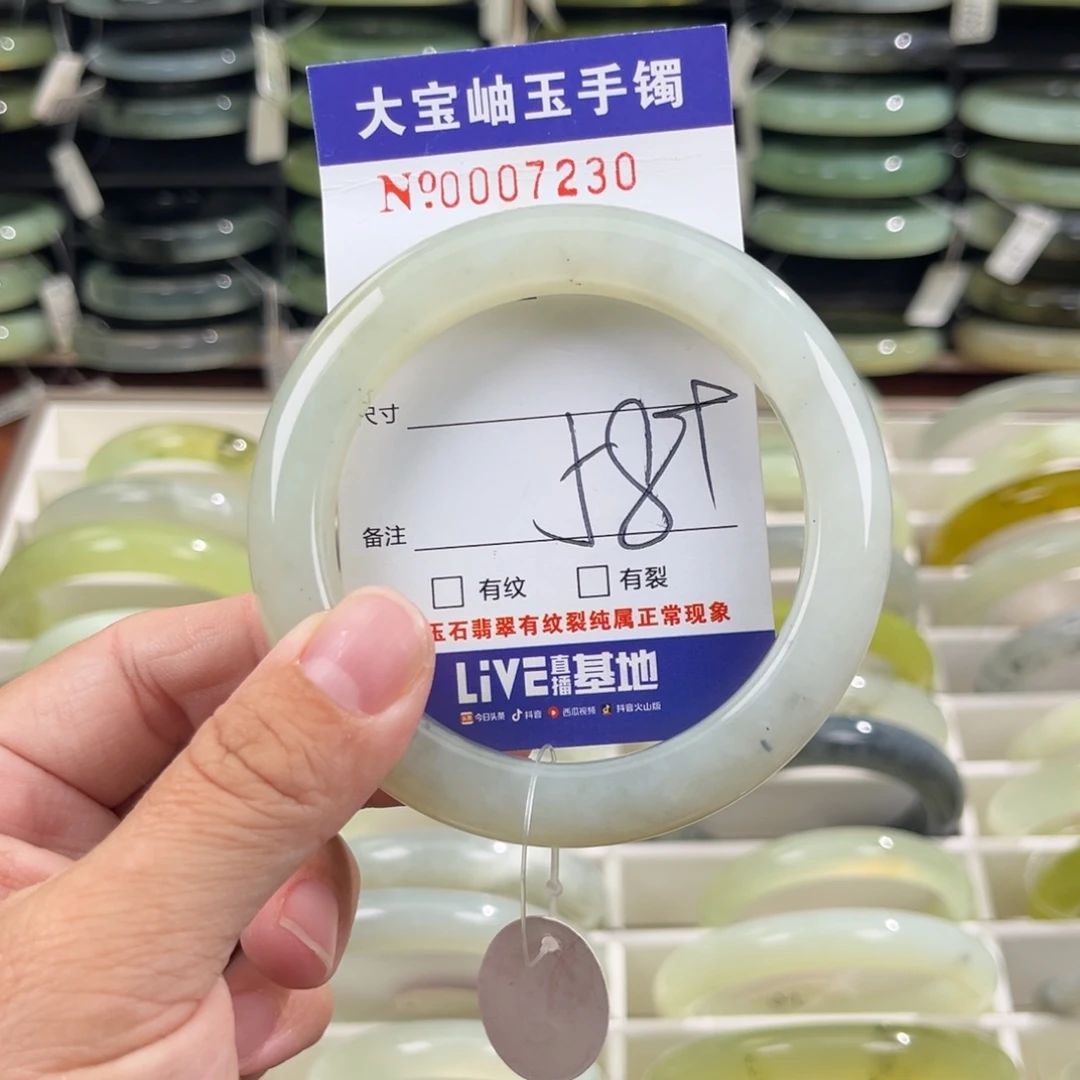 大宝岫玉手镯
Nº0007230
尺寸
58
备注
有纹 有裂
玉石翡翠有纹裂纯属正常现象
LiVE直播基地
今日头条 抖音 西瓜视频 抖音火山版